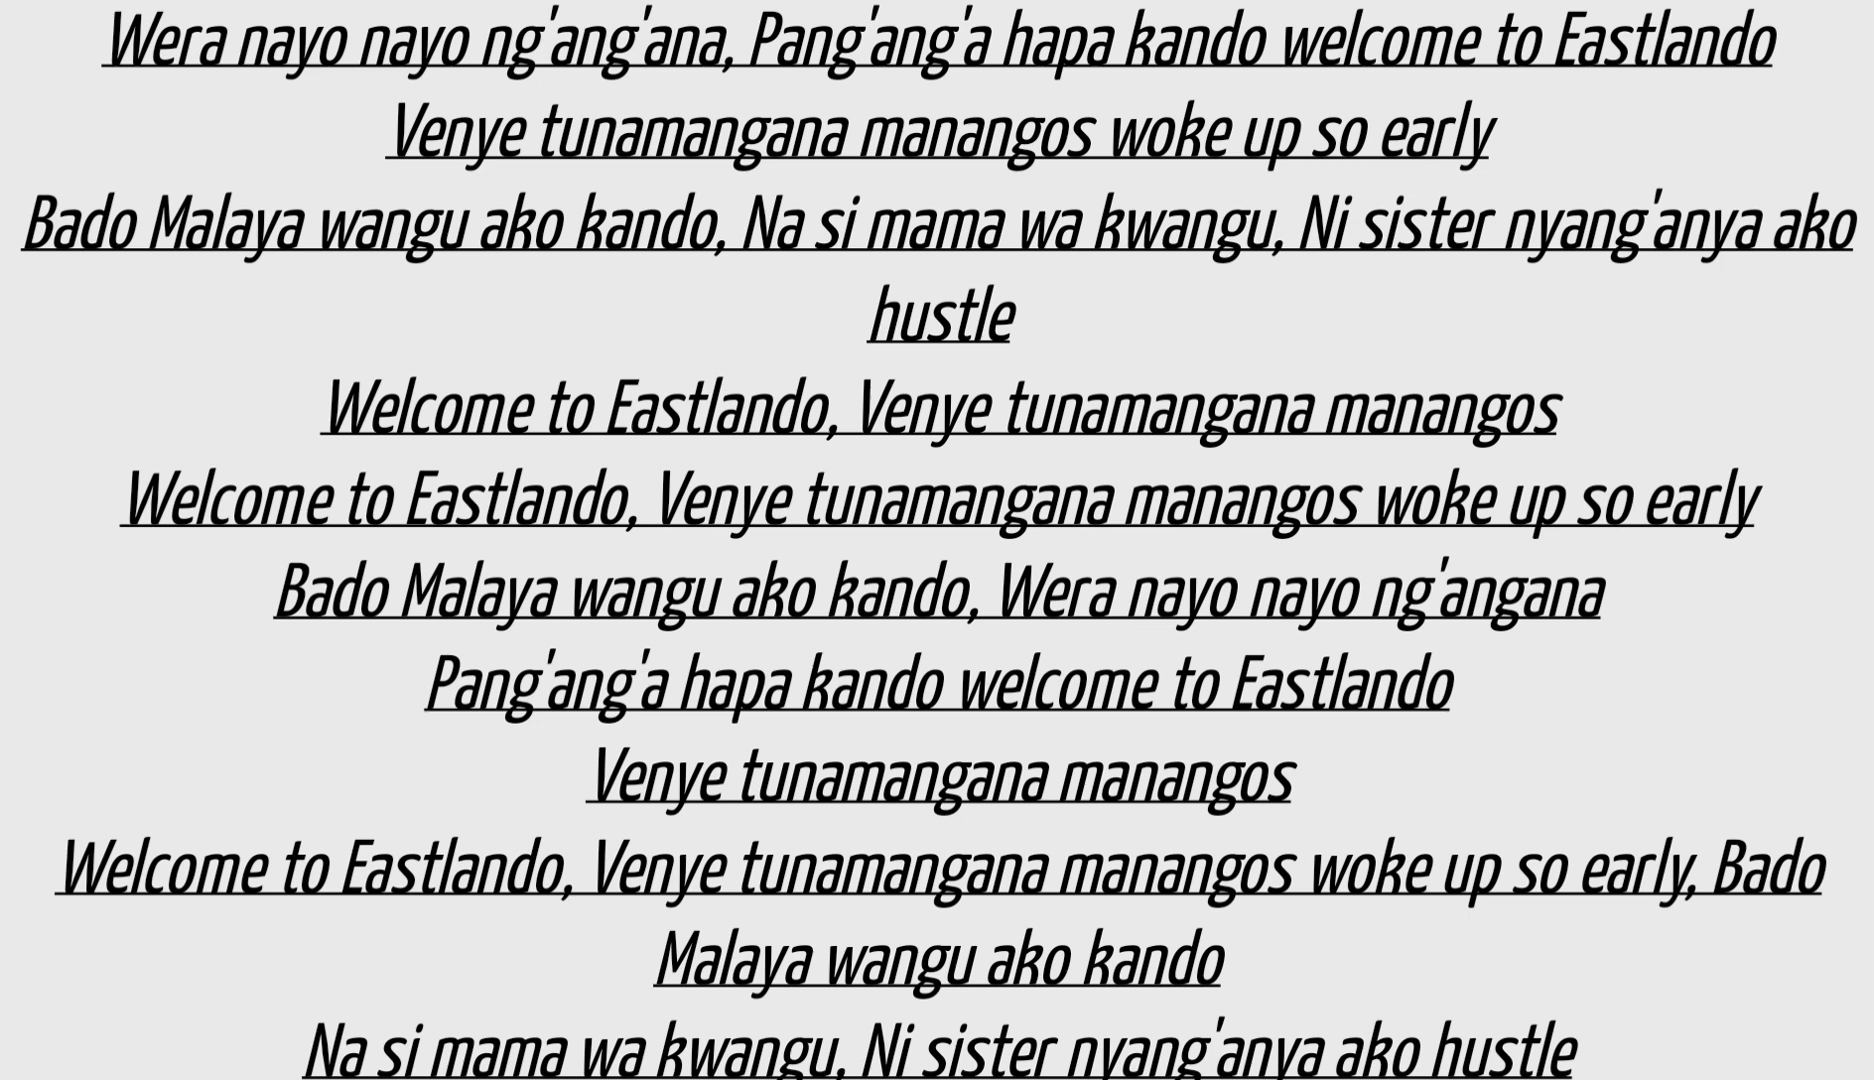 Wera nayo nayo ng'ang'ana, Pang'ang'a hapa kando welcome to Eastlando
Venye tunamangana manangos woke up so early
Bado Malaya wangu ako kando, Na si mama wa kwangu, Ni sister nyang'anya ako
hustle
Welcome to Eastlando, Venye tunamangana manangos
Welcome to Eastlando, Venye tunamangana manangos woke up so early
Bado Malaya wangu ako kando, Wera nayo nayo ng'angana
Pang'ang'a hapa kando welcome to Eastlando
Venye tunamangana manangos
Welcome to Eastlando, Venye tunamangana manangos woke up so early, Bado
Malaya wangu ako kando
Na si mama wa kwangu, Ni sister nyang'anya ako hustle